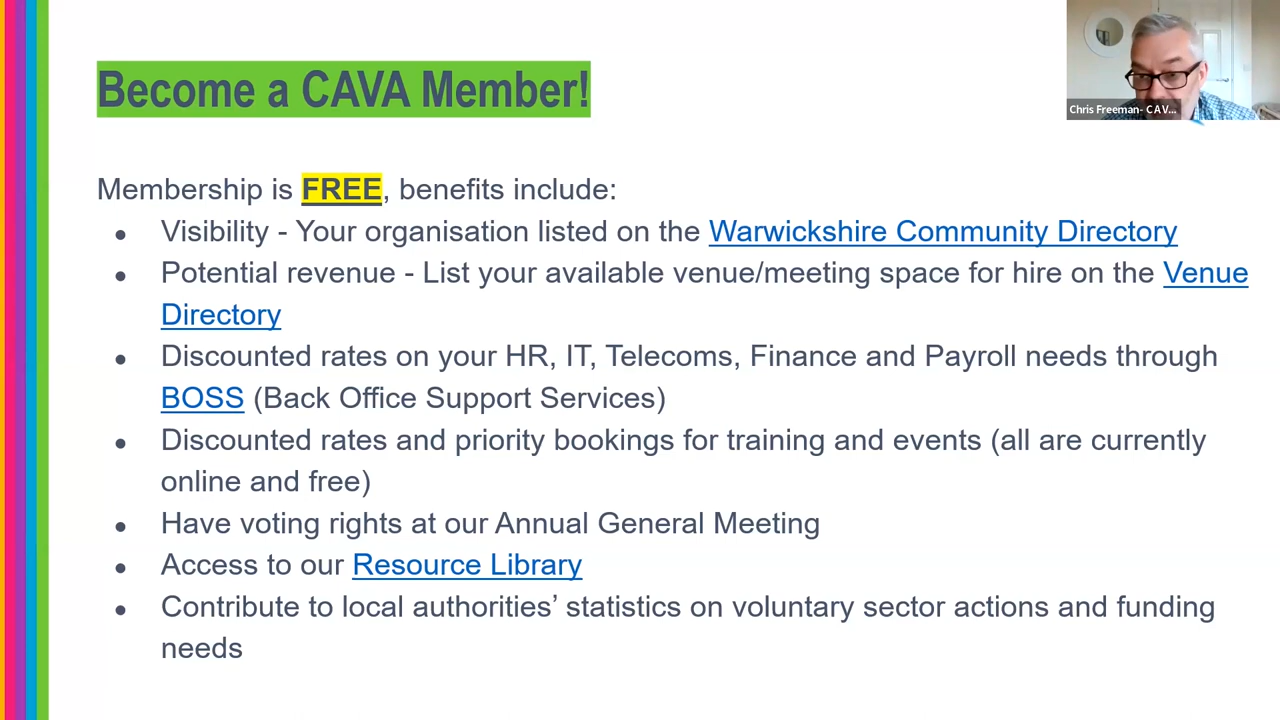 Become a CAVA Member!
Chris Freeman- CAV...
Membership is FREE, benefits include:
● Visibility - Your organisation listed on the Warwickshire Community Directory
● Potential revenue - List your available venue/meeting space for hire on the Venue
Directory
● Discounted rates on your HR, IT, Telecoms, Finance and Payroll needs through
BOSS (Back Office Support Services)
● Discounted rates and priority bookings for training and events (all are currently
online and free)
● Have voting rights at our Annual General Meeting
● Access to our Resource Library
● Contribute to local authorities’ statistics on voluntary sector actions and funding
needs